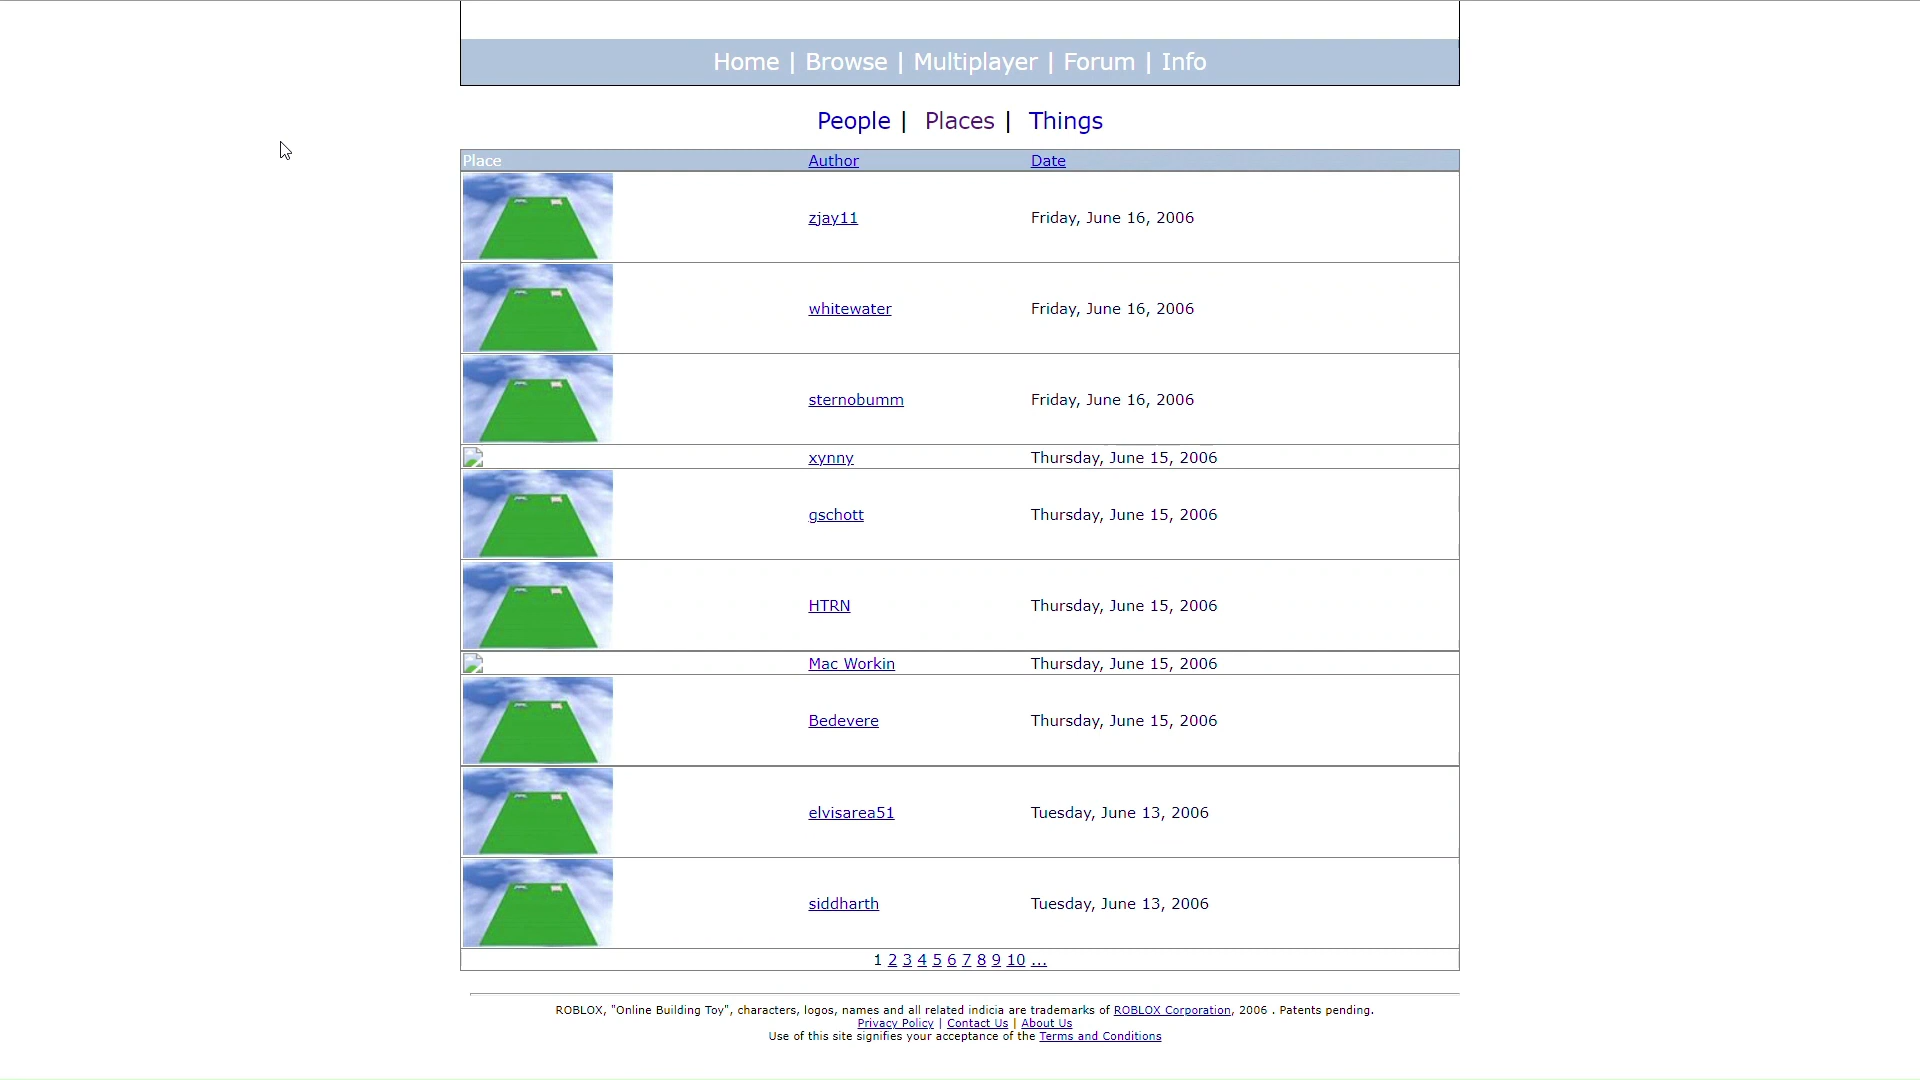 Home | Browse | Multiplayer | Forum | Info
People | Places | Things
Place Author Date
zjay11 Friday, June 16, 2006
whitewater Friday, June 16, 2006
sternobumm Friday, June 16, 2006
xynny Thursday, June 15, 2006
gschott Thursday, June 15, 2006
HTRN Thursday, June 15, 2006
Mac Workin Thursday, June 15, 2006
Bedevere Thursday, June 15, 2006
elvisarea51 Tuesday, June 13, 2006
siddharth Tuesday, June 13, 2006
1 2 3 4 5 6 7 8 9 10 ...
ROBLOX, "Online Building Toy", characters, logos, names and all related indicia are trademarks of ROBLOX Corporation, 2006 . Patents pending.
Privacy Policy | Contact Us | About Us
Use of this site signifies your acceptance of the Terms and Conditions